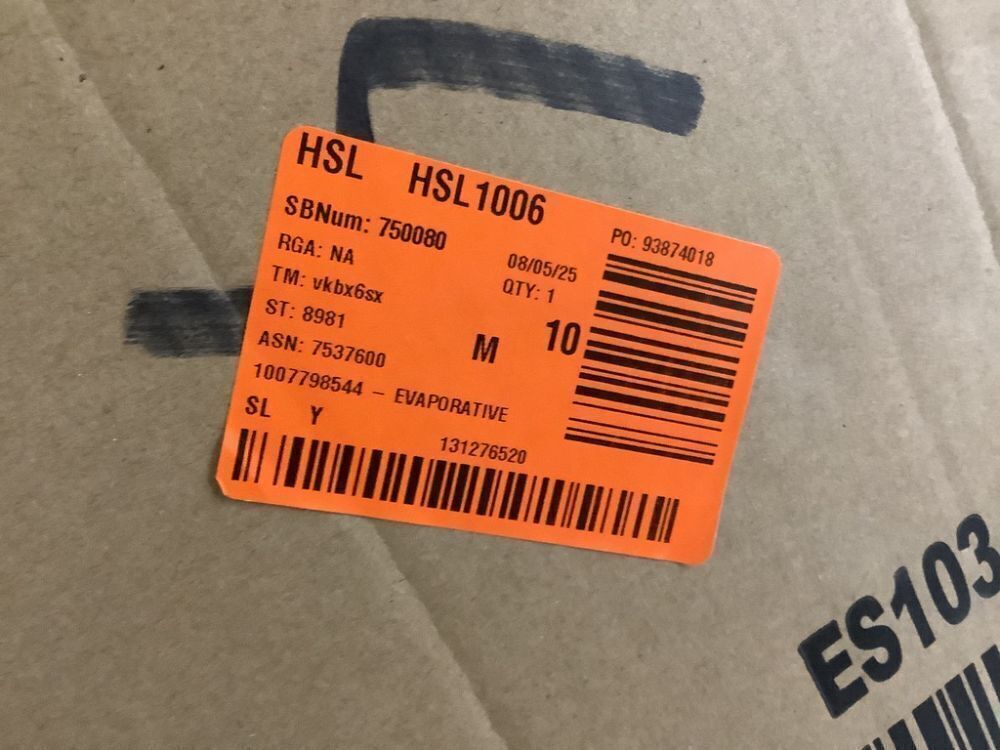 HSL HSL1006
SBNum: 750080
RGA: NA
TM: vkbx6sx
ST: 8981
ASN: 7537600
1007798544 – EVAPORATIVE
SL Y
08/05/25
QTY: 1
M 10
PO: 93874018
131276520
ES103